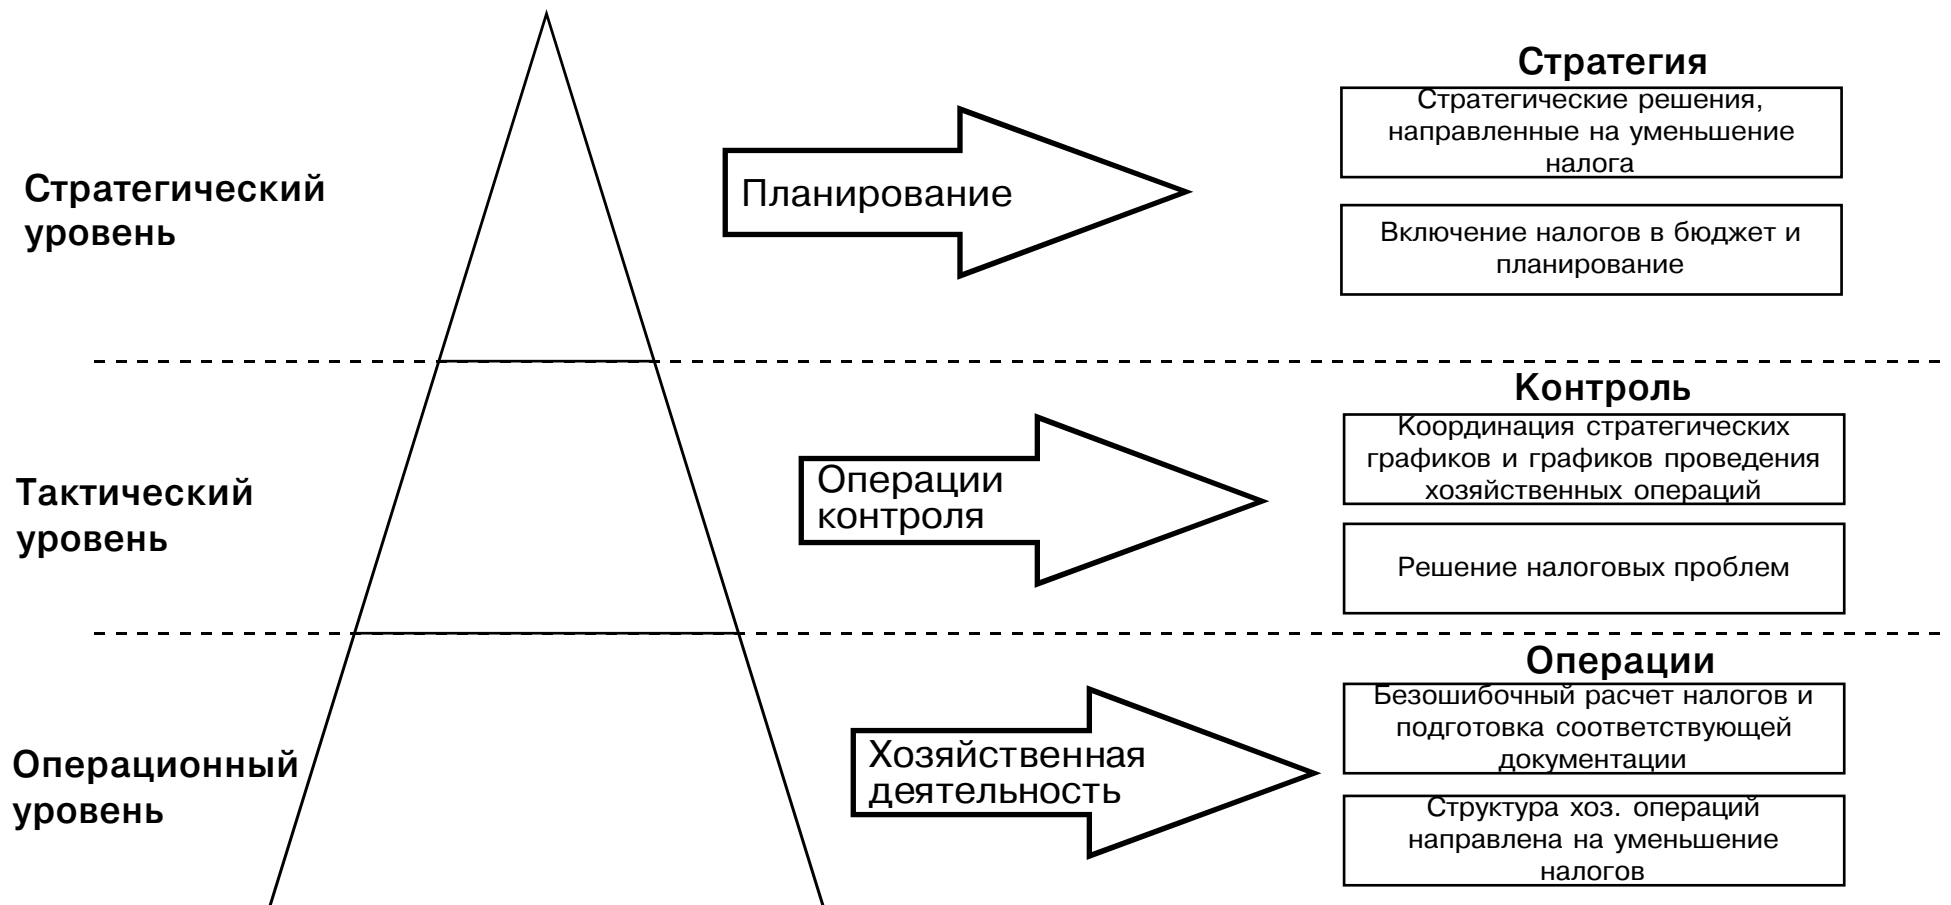 Стратегический
уровень
Планирование
Стратегия
Стратегические решения,
направленные на уменьшение
налога
Включение налогов в бюджет и
планирование
Тактический
уровень
Операции
контроля
Контроль
Координация стратегических
графиков и графиков проведения
хозяйственных операций
Решение налоговых проблем
Операционный
уровень
Хозяйственная
деятельность
Операции
Безошибочный расчет налогов и
подготовка соответствующей
документации
Структура хоз. операций
направлена на уменьшение
налогов